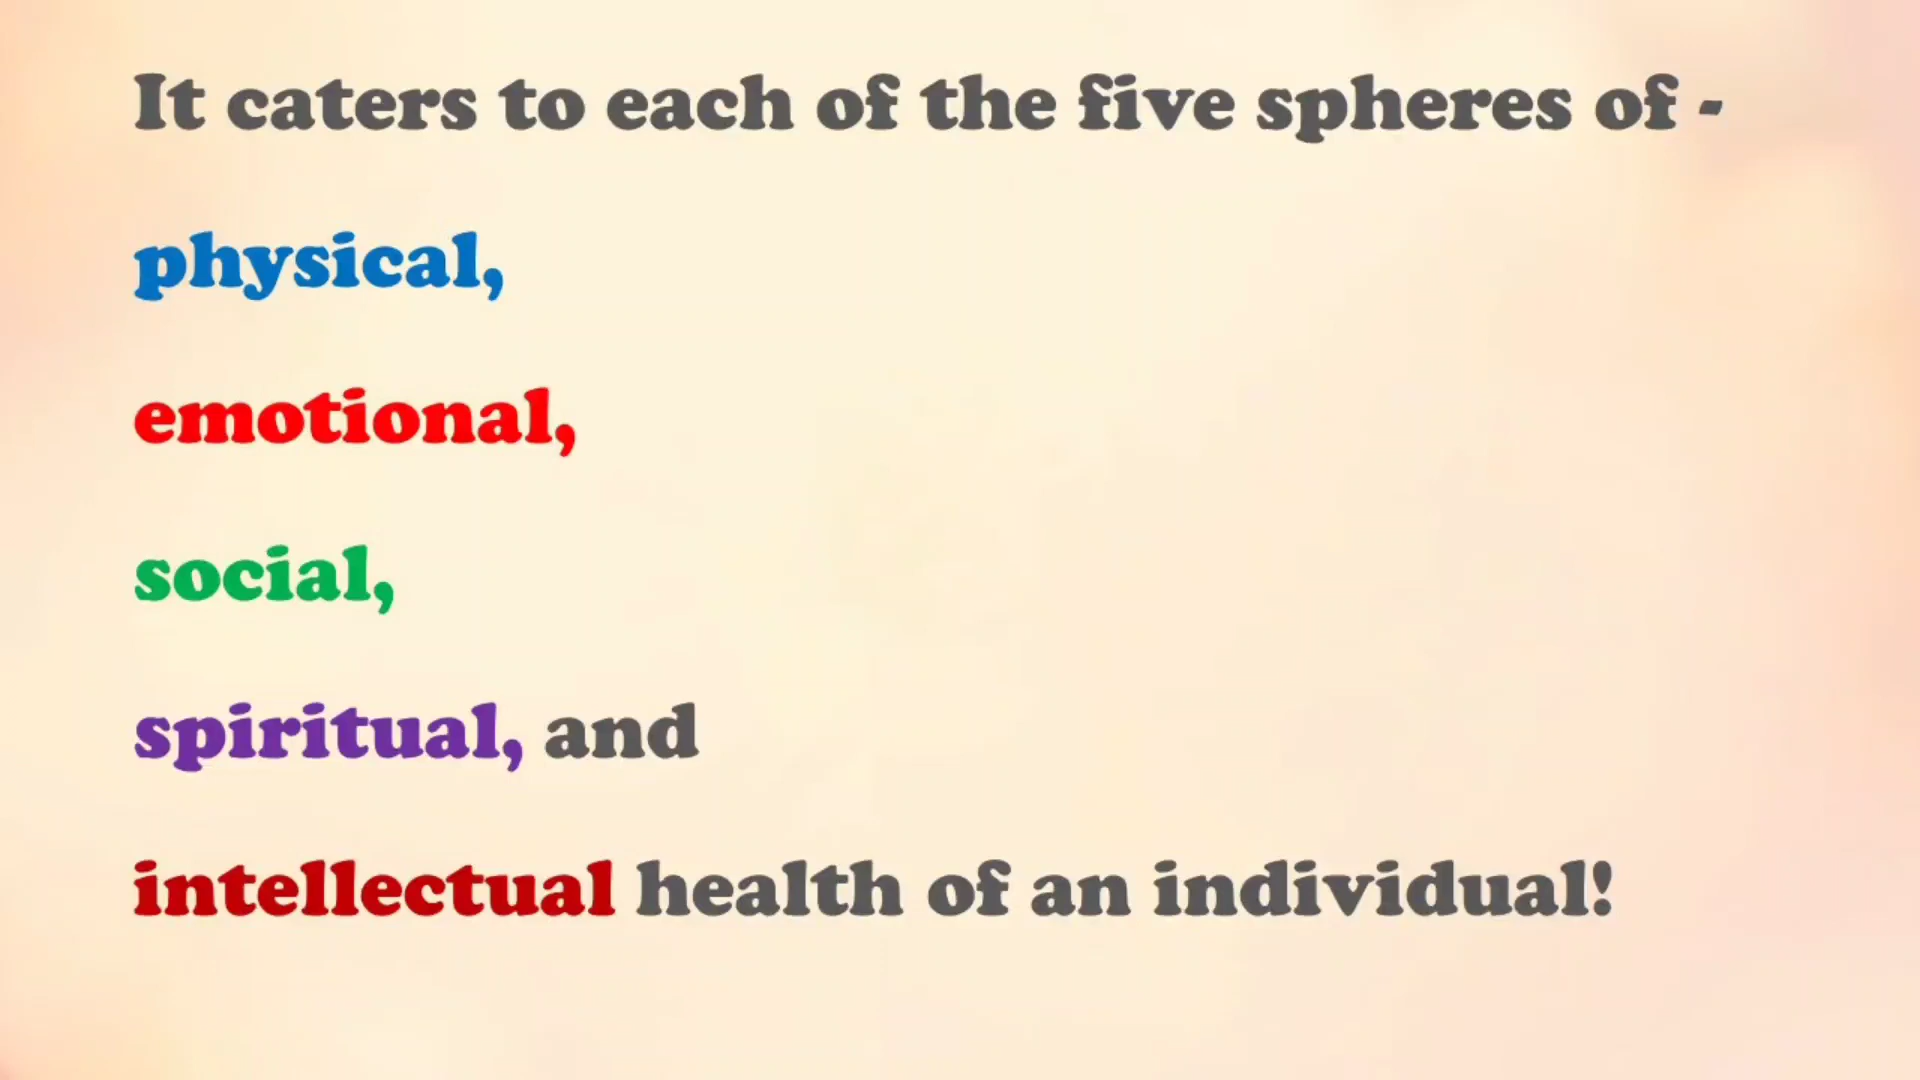 It caters to each of the five spheres of -
physical,
emotional,
social,
spiritual, and
intellectual health of an individual!